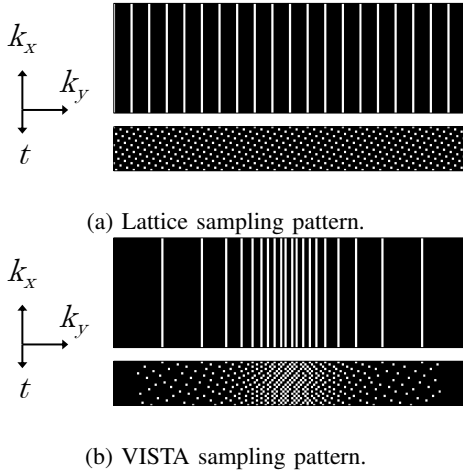 k_x
k_y
t
(a) Lattice sampling pattern.
k_x
k_y
t
(b) VISTA sampling pattern.